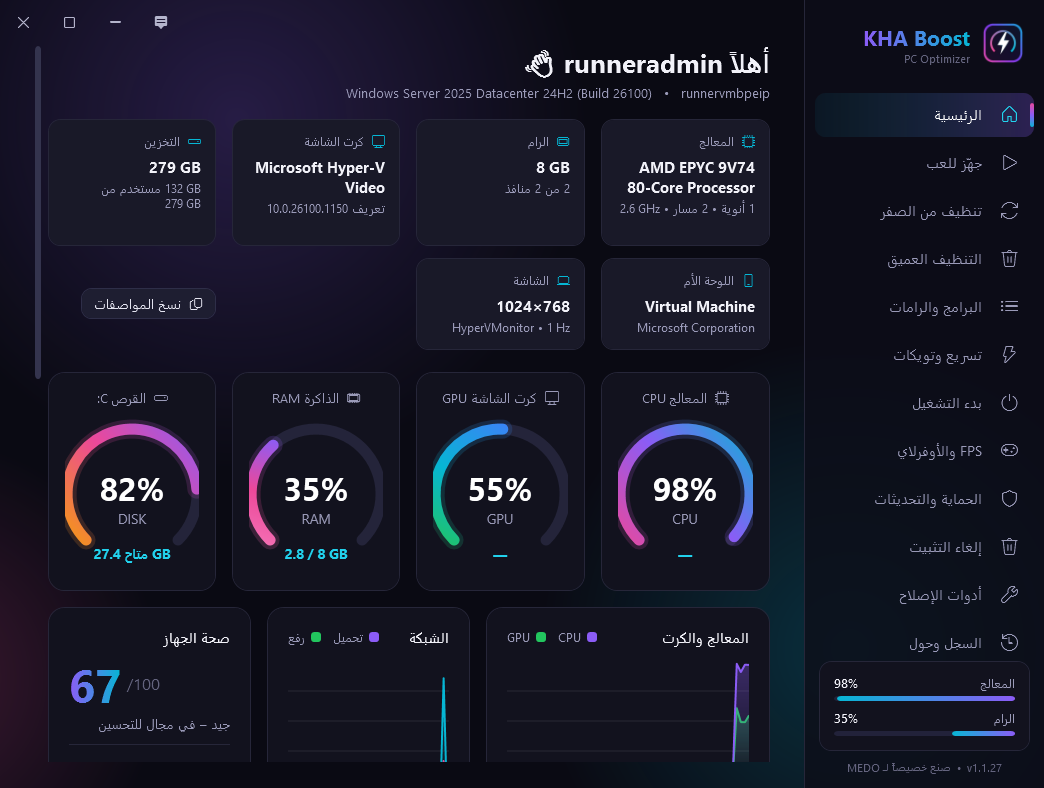 KHA Boost
PC Optimizer
الرئيسية
جهّز للعب
تنظيف من الصفر
التنظيف العميق
البرامج والرامات
تسريع وتويكات
بدء التشغيل
FPS والأوفرلاي
الحماية والتحديثات
إلغاء التثبيت
أدوات الإصلاح
السجل وحول
المعالج 98%
الرام 35%
صنع خصيصاً لـ MEDO • v1.1.27
أهلاً runneradmin
Windows Server 2025 Datacenter 24H2 (Build 26100) • runnervmbpeip
المعالج
AMD EPYC 9V74
80-Core Processor
1 أنوية • 2 مسار • 2.6 GHz
الرام
8 GB
2 من 2 منافذ
كرت الشاشة
Microsoft Hyper-V
Video
تعريف 10.0.26100.1150
التخزين
279 GB
132 GB مستخدم من
279 GB
اللوحة الأم
Virtual Machine
Microsoft Corporation
الشاشة
1024×768
HyperVMonitor • 1 Hz
نسخ المواصفات
المعالج CPU
98%
CPU
—
كرت الشاشة GPU
55%
GPU
—
الذاكرة RAM
35%
RAM
2.8 / 8 GB
القرص C:
82%
DISK
27.4 متاح GB
المعالج والكرت
CPU
GPU
الشبكة
تحميل
رفع
صحة الجهاز
67 /100
جيد – في مجال للتحسين